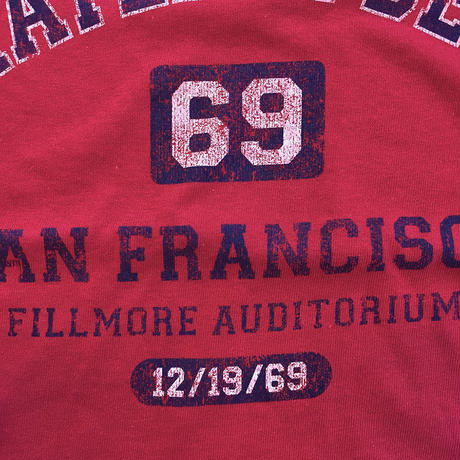 69
AN FRANCISC
FILLMORE AUDITORIUM
12/19/69